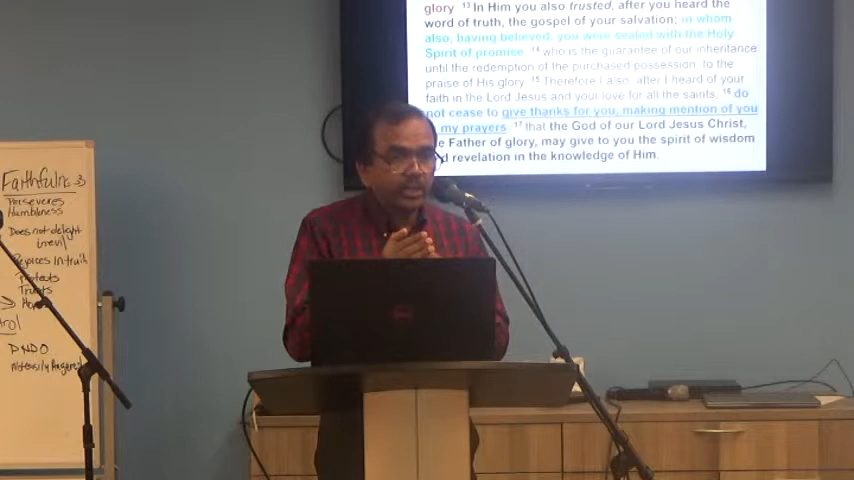 glory 13 In Him you also trusted, after you heard the
word of truth, the gospel of your salvation; in whom
also, having believed, you were sealed with the Holy
Spirit of promise 14 who is the guarantee of our inheritance
until the redemption of the purchased possession, to the
praise of His glory. 15 Therefore I also, after I heard of your
faith in the Lord Jesus and your love for all the saints, 16 do
not cease to give thanks for you, making mention of you
my prayers 17 that the God of our Lord Jesus Christ,
Father of glory, may give to you the spirit of wisdom
revelation in the knowledge of Him.
Perseveres
Humbleness
Does not delight
in evil
Rejoices in truth
Protects
Trusts
DELL